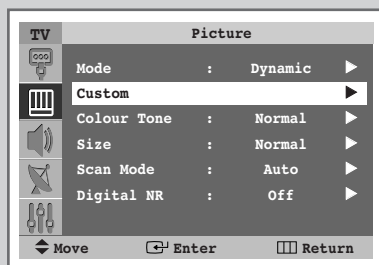 TV Picture
Mode : Dynamic
Custom
Colour Tone : Normal
Size : Normal
Scan Mode : Auto
Digital NR : Off
Move Enter Return